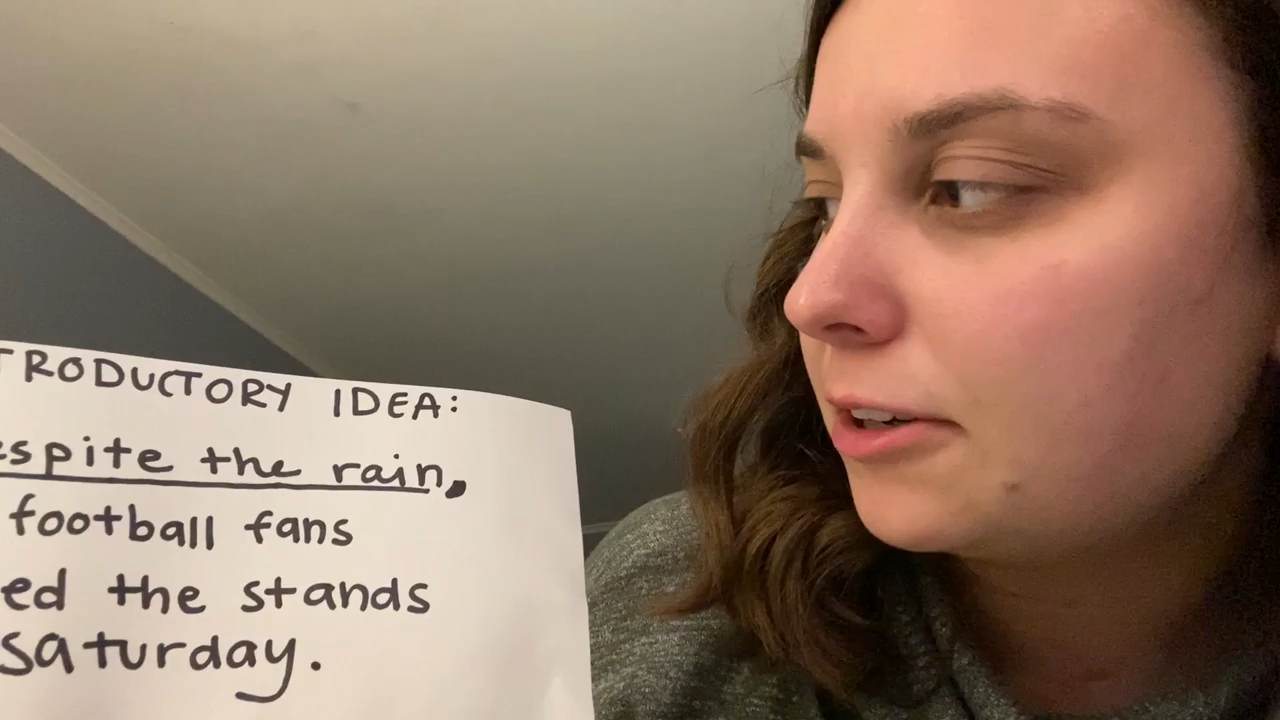 TRODUCTORY IDEA:
espite the rain,
football fans
ed the stands
saturday.